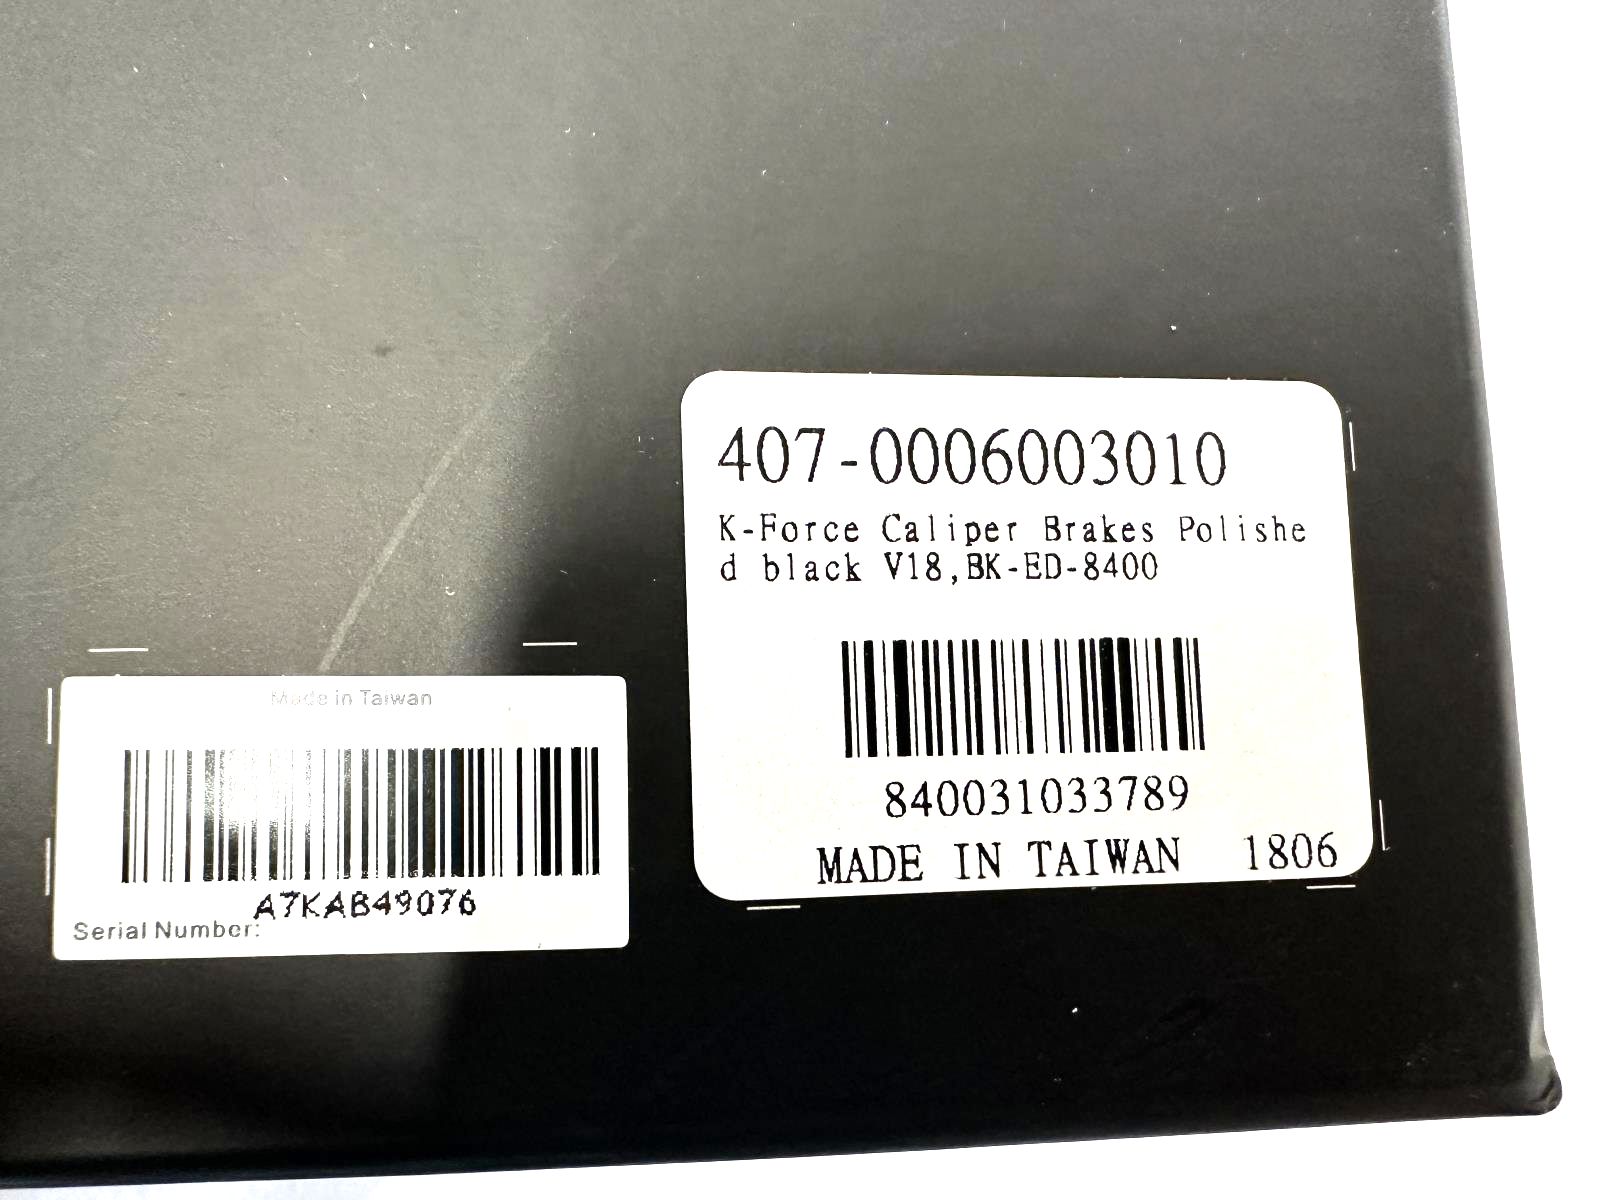 407-0006003010
K-Force Caliper Brakes Polishe
d black V18,BK-ED-8400
840031033789
MADE IN TAIWAN 1806
Made in Taiwan
A7KAB49076
Serial Number: